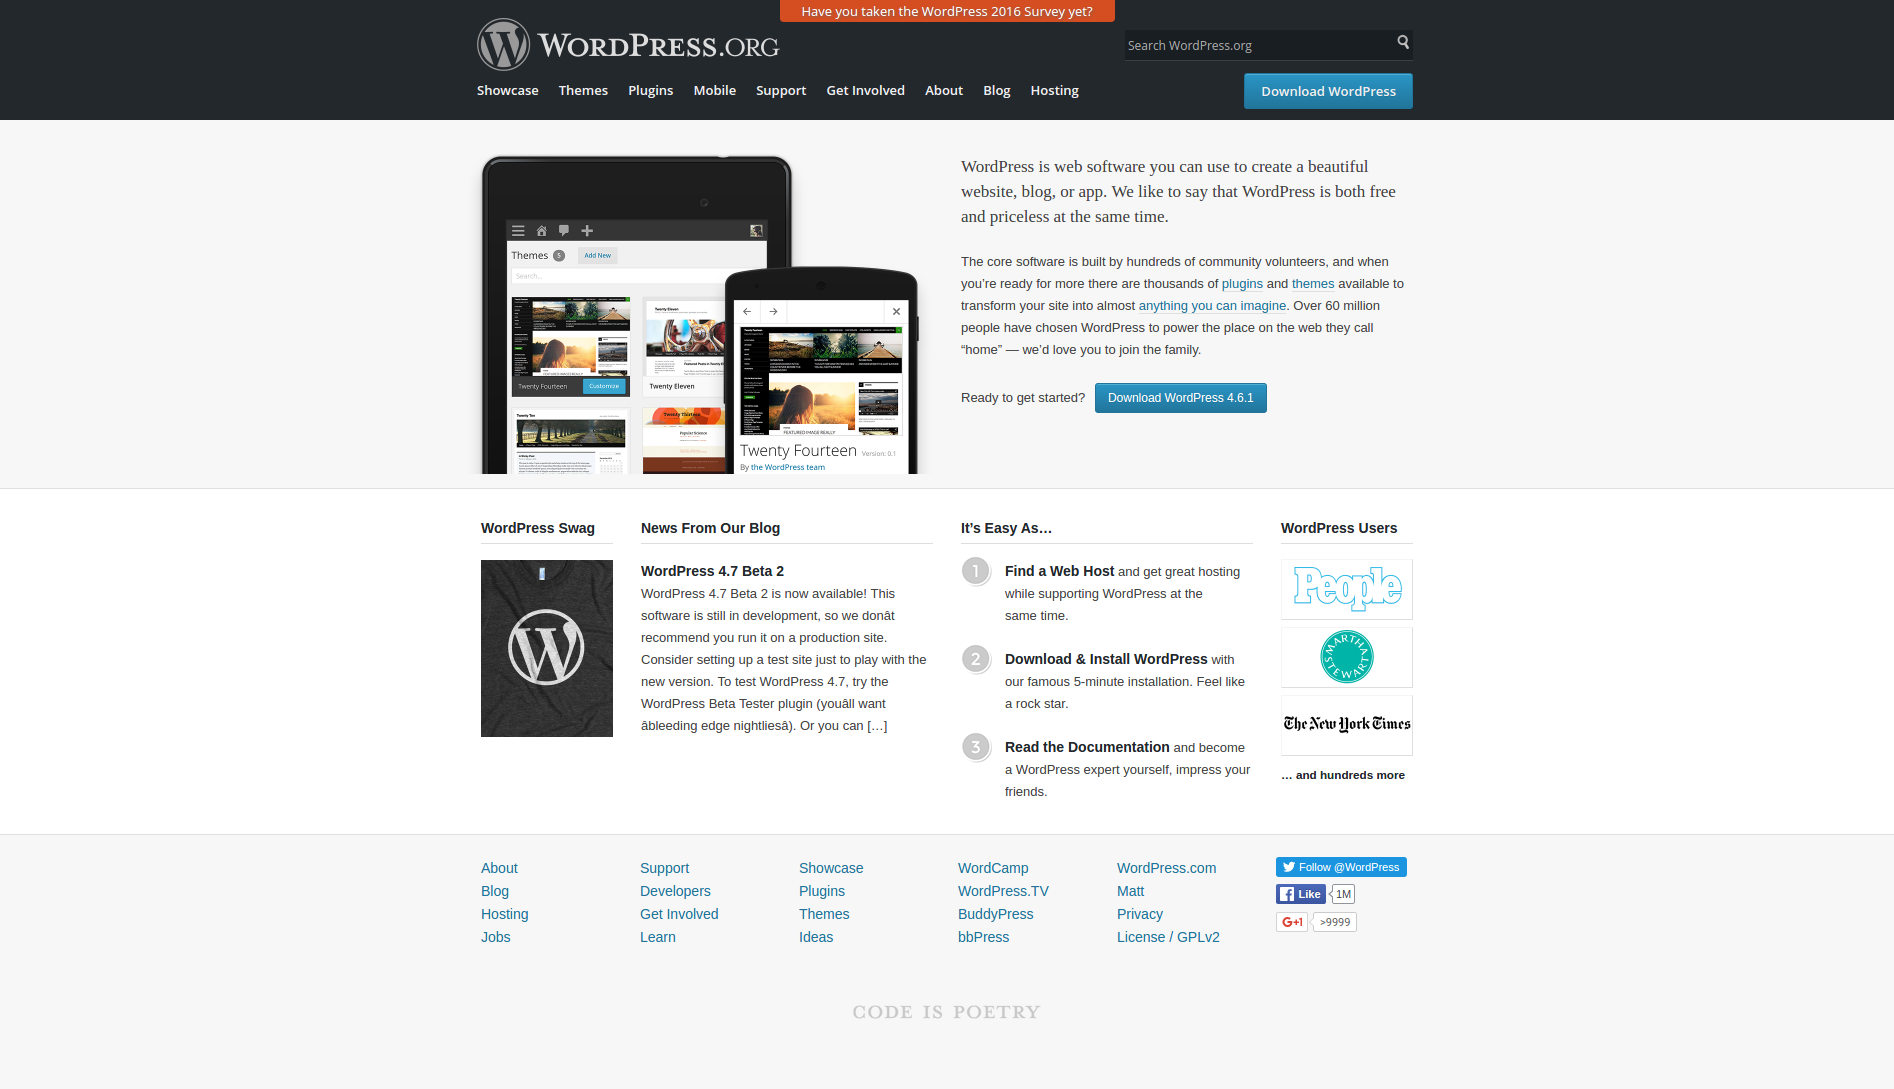 Have you taken the WordPress 2016 Survey yet?
WORDPRESS.ORG
Search WordPress.org
Showcase Themes Plugins Mobile Support Get Involved About Blog Hosting
Download WordPress
WordPress is web software you can use to create a beautiful
website, blog, or app. We like to say that WordPress is both free
and priceless at the same time.
The core software is built by hundreds of community volunteers, and when
you’re ready for more there are thousands of plugins and themes available to
transform your site into almost anything you can imagine. Over 60 million
people have chosen WordPress to power the place on the web they call
“home” — we’d love you to join the family.
Ready to get started? Download WordPress 4.6.1
Themes 5 Add New
Search...
Twenty Fourteen Customize
Twenty Eleven
Twenty Eleven
Twenty Ten
Twenty Thirteen
Popular Science
Twenty Fourteen Version: 0.1
By the WordPress team
WordPress Swag
News From Our Blog
WordPress 4.7 Beta 2
WordPress 4.7 Beta 2 is now available! This
software is still in development, so we donât
recommend you run it on a production site.
Consider setting up a test site just to play with the
new version. To test WordPress 4.7, try the
WordPress Beta Tester plugin (youâll want
âbleeding edge nightliesâ). Or you can […]
It’s Easy As…
1 Find a Web Host and get great hosting
while supporting WordPress at the
same time.
2 Download & Install WordPress with
our famous 5-minute installation. Feel like
a rock star.
3 Read the Documentation and become
a WordPress expert yourself, impress your
friends.
WordPress Users
People
MARTHA
STEWART
The New York Times
… and hundreds more
About
Blog
Hosting
Jobs
Support
Developers
Get Involved
Learn
Showcase
Plugins
Themes
Ideas
WordCamp
WordPress.TV
BuddyPress
bbPress
WordPress.com
Matt
Privacy
License / GPLv2
Follow @WordPress
Like 1M
G+1 >9999
CODE IS POETRY